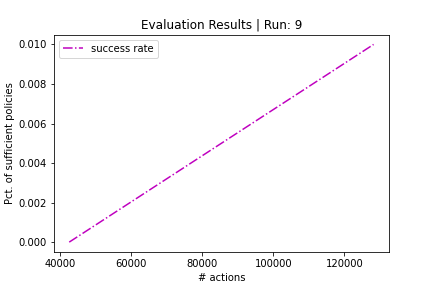 Evaluation Results | Run: 9
success rate
Pct. of sufficient policies
0.010
0.008
0.006
0.004
0.002
0.000
40000 60000 80000 100000 120000
# actions